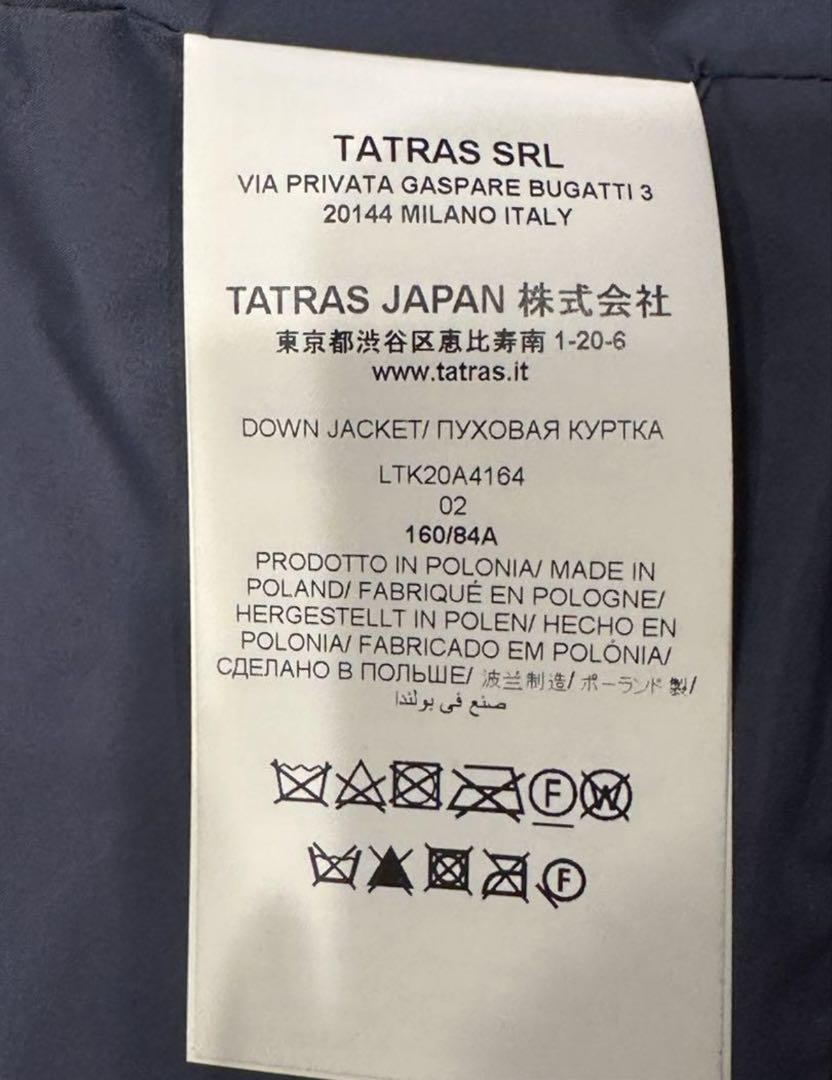 TATRAS SRL
VIA PRIVATA GASPARE BUGATTI 3
20144 MILANO ITALY
TATRAS JAPAN 株式会社
東京都渋谷区恵比寿南 1-20-6
www.tatras.it
DOWN JACKET/ ПУХОВАЯ КУРТКА
LTK20A4164
02
160/84A
PRODOTTO IN POLONIA/ MADE IN
POLAND/ FABRIQUÉ EN POLOGNE/
HERGESTELLT IN POLEN/ HECHO EN
POLONIA/ FABRICADO EM POLÓNIA/
СДЕЛАНО В ПОЛЬШЕ/ 波兰制造/ ポーランド 製/
صنع في بولندا
F W
F